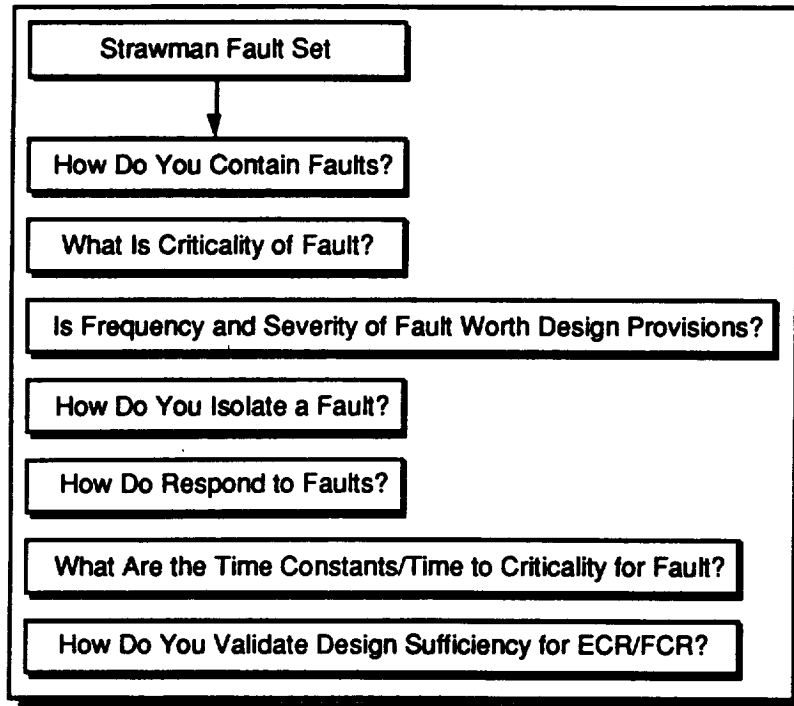 Strawman Fault Set
How Do You Contain Faults?
What Is Criticality of Fault?
Is Frequency and Severity of Fault Worth Design Provisions?
How Do You Isolate a Fault?
How Do Respond to Faults?
What Are the Time Constants/Time to Criticality for Fault?
How Do You Validate Design Sufficiency for ECR/FCR?